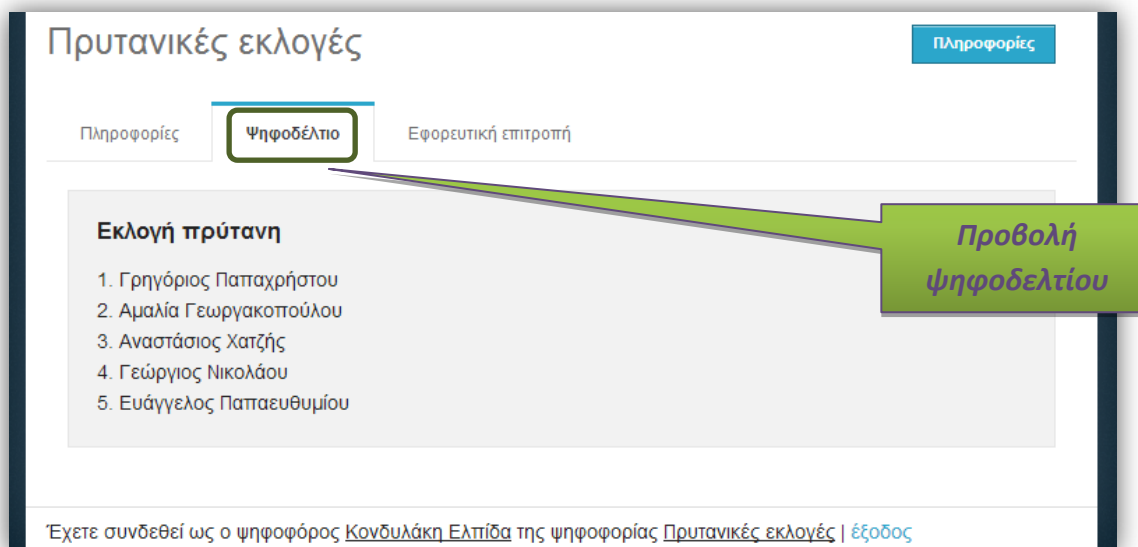 Πρυτανικές εκλογές
Πληροφορίες
Πληροφορίες
Ψηφοδέλτιο
Εφορευτική επιτροπή
Εκλογή πρύτανη
1. Γρηγόριος Παπαχρήστου
2. Αμαλία Γεωργακοπούλου
3. Αναστάσιος Χατζής
4. Γεώργιος Νικολάου
5. Ευάγγελος Παπαευθυμίου
Προβολή
ψηφοδελτίου
Έχετε συνδεθεί ως ο ψηφοφόρος Κονδυλάκη Ελπίδα της ψηφοφορίας Πρυτανικές εκλογές | έξοδος